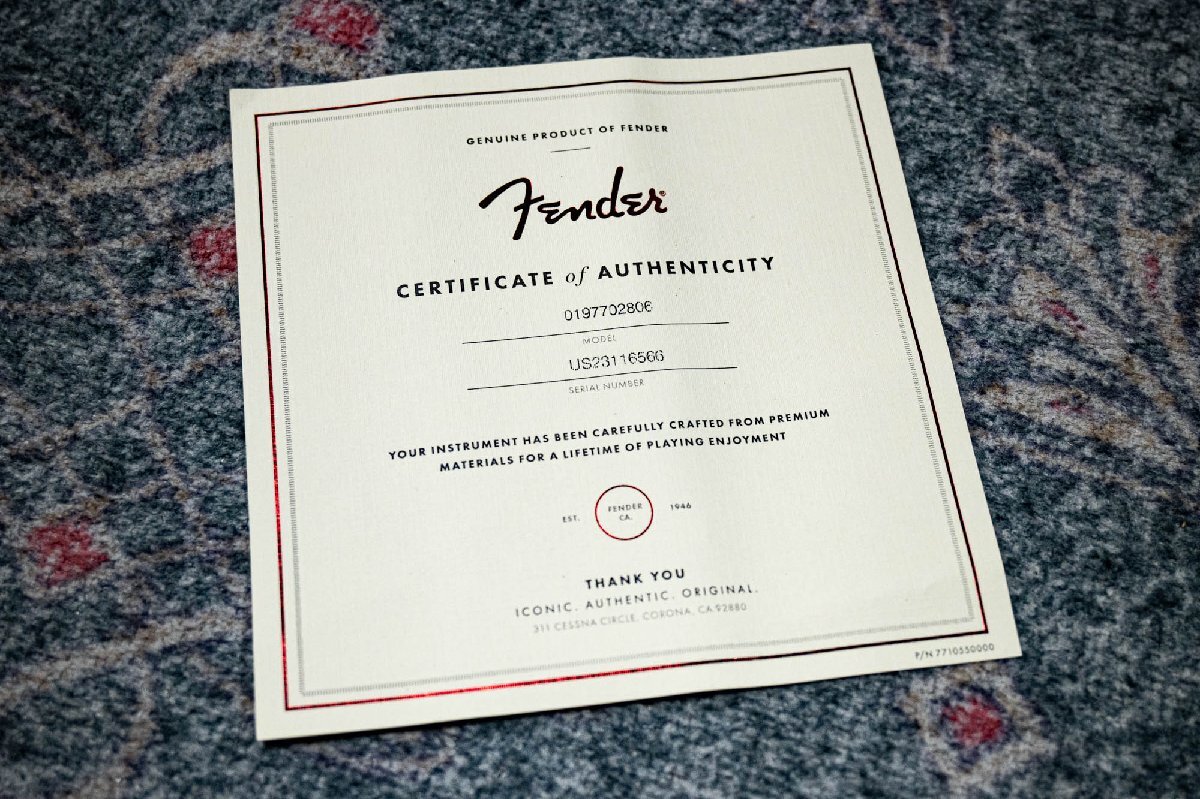 GENUINE PRODUCT OF FENDER
Fender®
CERTIFICATE of AUTHENTICITY
0197702806
MODEL
US23116566
SERIAL NUMBER
YOUR INSTRUMENT HAS BEEN CAREFULLY CRAFTED FROM PREMIUM
MATERIALS FOR A LIFETIME OF PLAYING ENJOYMENT
EST. FENDER CA. 1946
THANK YOU
ICONIC. AUTHENTIC. ORIGINAL.
311 CESSNA CIRCLE, CORONA, CA 92880
P/N 7710550000